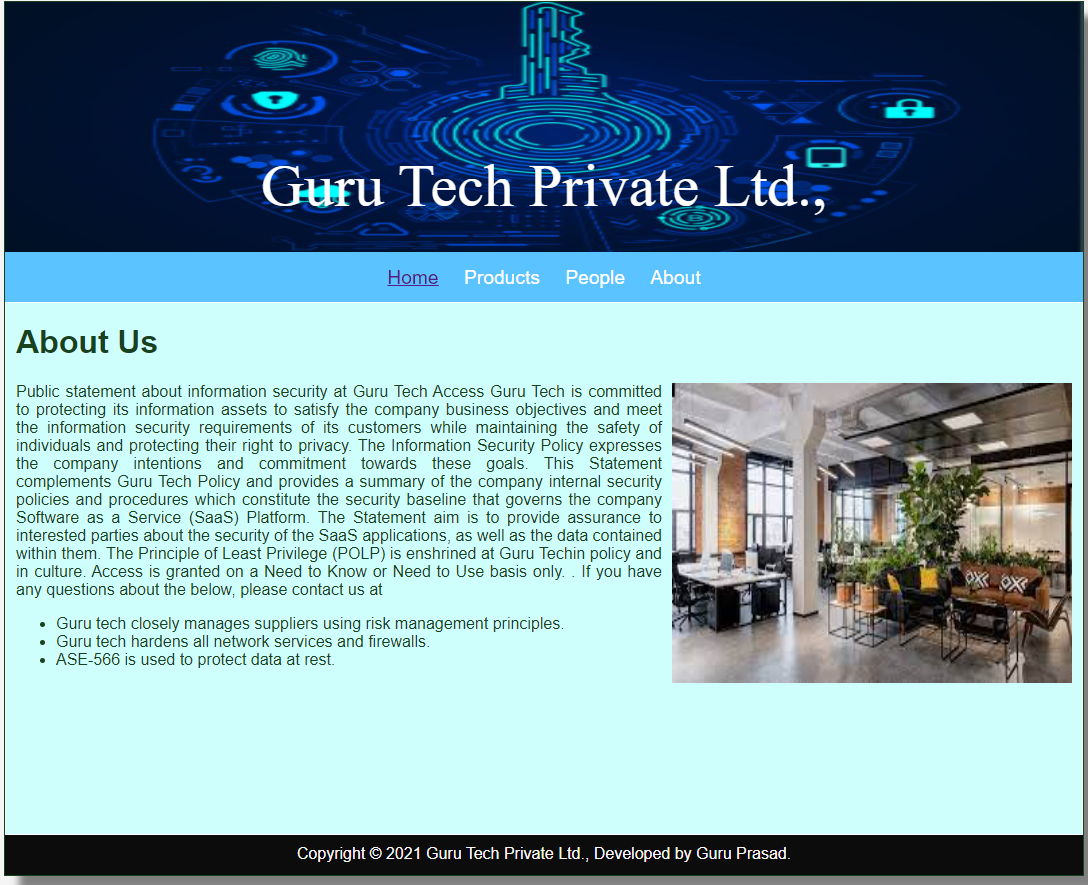 Guru Tech Private Ltd.,
Home Products People About
About Us
Public statement about information security at Guru Tech Access Guru Tech is committed
to protecting its information assets to satisfy the company business objectives and meet
the information security requirements of its customers while maintaining the safety of
individuals and protecting their right to privacy. The Information Security Policy expresses
the company intentions and commitment towards these goals. This Statement
complements Guru Tech Policy and provides a summary of the company internal security
policies and procedures which constitute the security baseline that governs the company
Software as a Service (SaaS) Platform. The Statement aim is to provide assurance to
interested parties about the security of the SaaS applications, as well as the data contained
within them. The Principle of Least Privilege (POLP) is enshrined at Guru Techin policy and
in culture. Access is granted on a Need to Know or Need to Use basis only. . If you have
any questions about the below, please contact us at
• Guru tech closely manages suppliers using risk management principles.
• Guru tech hardens all network services and firewalls.
• ASE-566 is used to protect data at rest.
Copyright © 2021 Guru Tech Private Ltd., Developed by Guru Prasad.